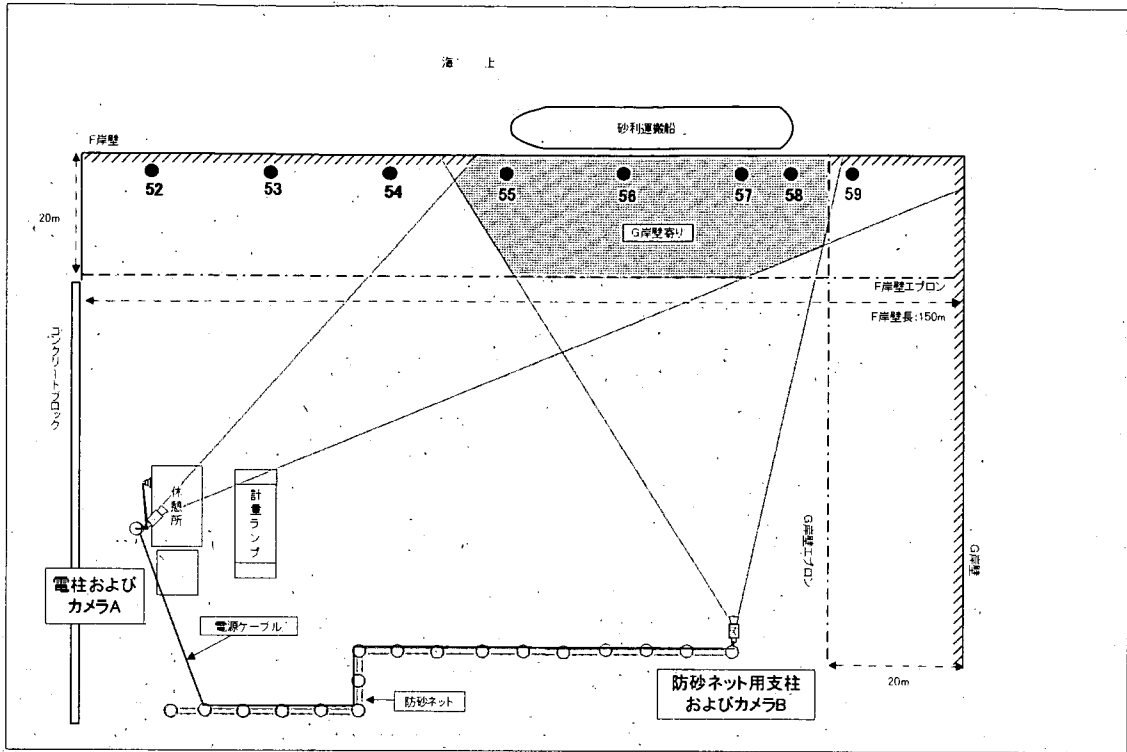 海 上
砂利運搬船
F岸壁
52
53
54
55
56
57
58
59
20m
G岸壁寄り
F岸壁エプロン
F岸壁長:150m
コンクリートブロック
休憩所
計量ランプ
G岸壁エプロン
G岸壁
電柱および
カメラA
電源ケーブル
防砂ネット
防砂ネット用支柱
およびカメラB
20m